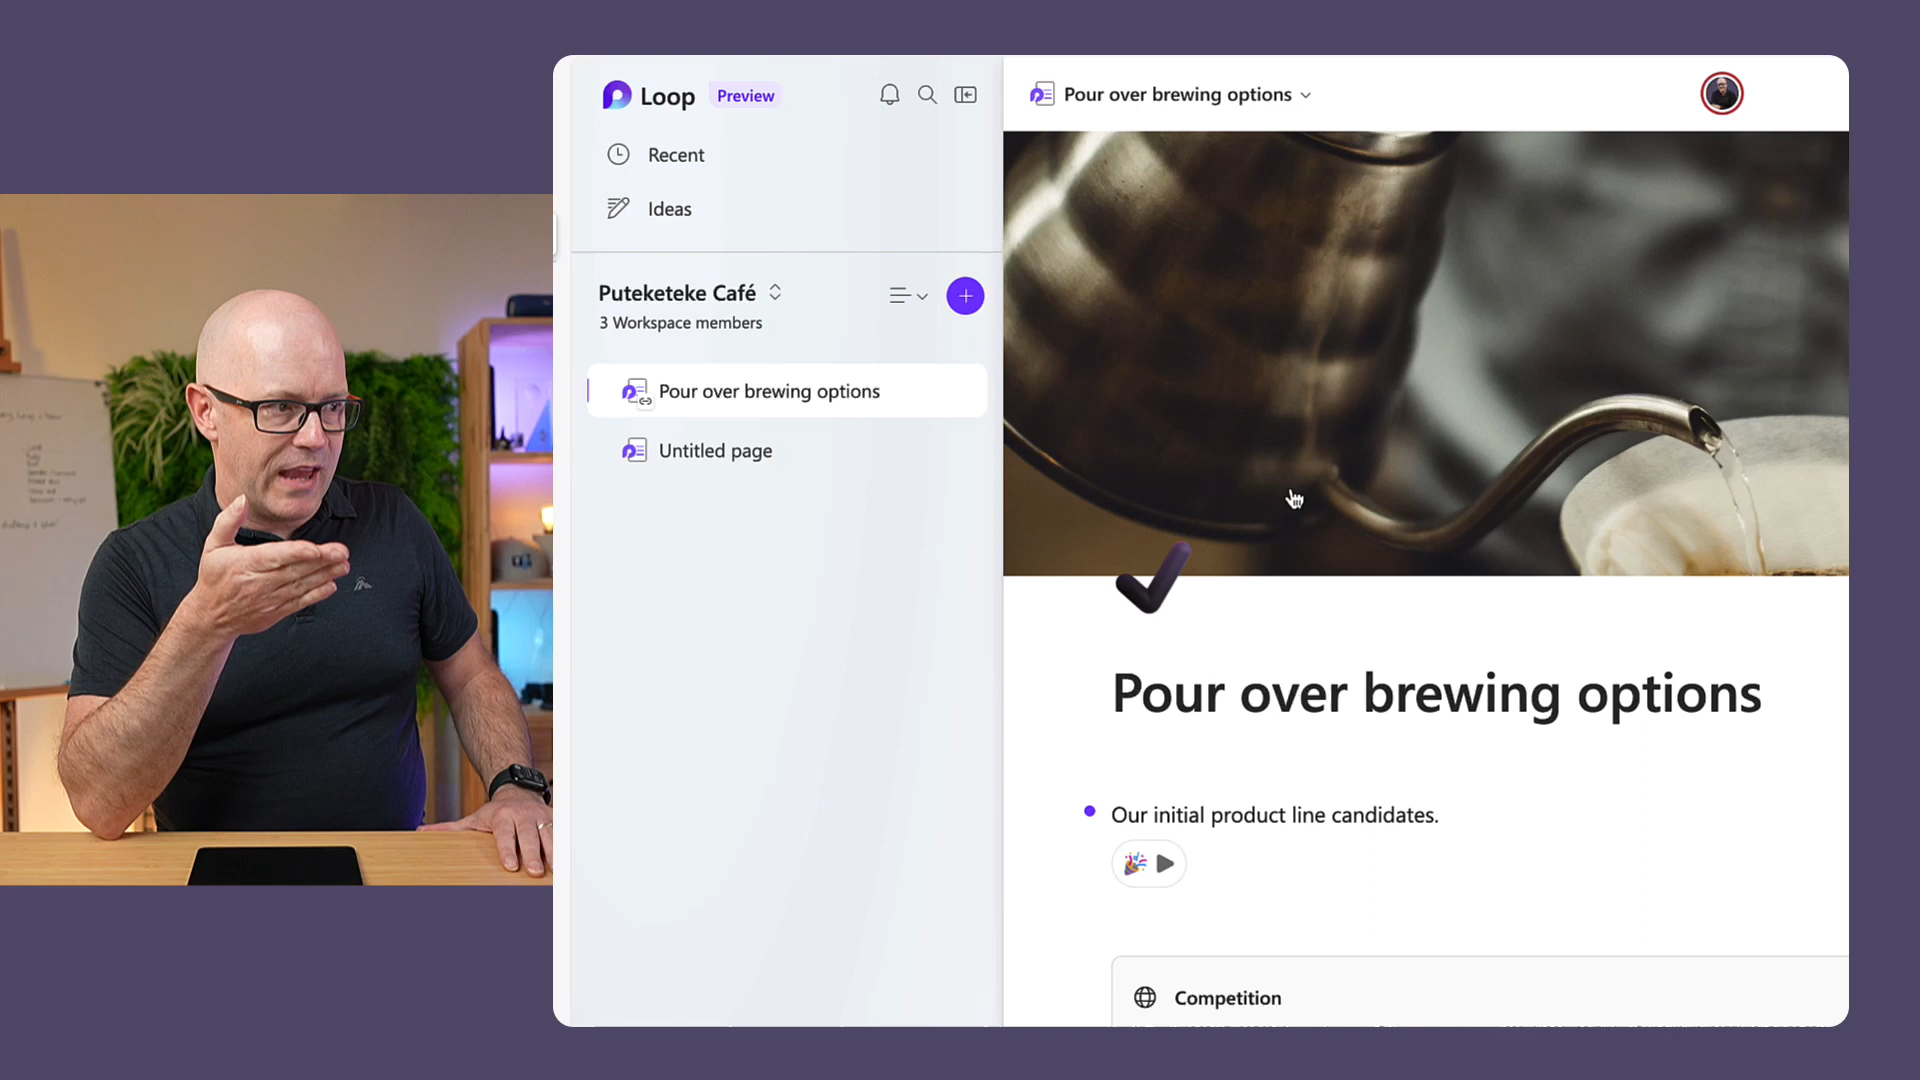 Loop Preview
Recent
Ideas
Puteketeke Café
3 Workspace members
Pour over brewing options
Untitled page
Pour over brewing options
Pour over brewing options
Our initial product line candidates.
Competition